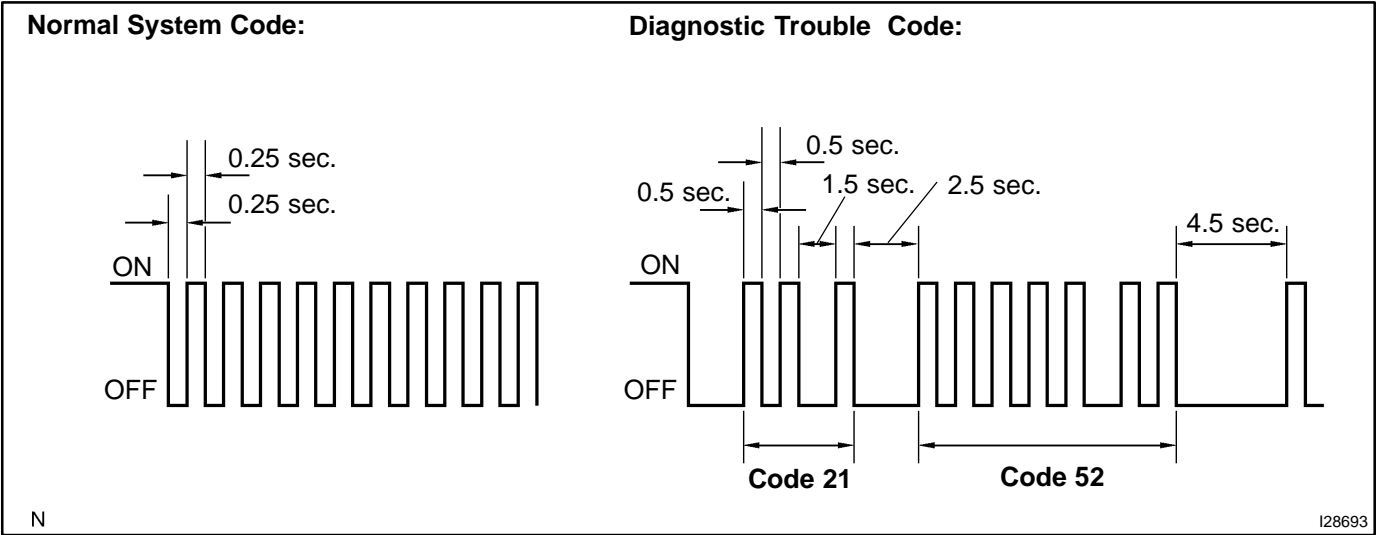 Normal System Code:
Diagnostic Trouble Code:
0.25 sec.
0.25 sec.
ON
OFF
0.5 sec.
0.5 sec.
1.5 sec.
2.5 sec.
4.5 sec.
ON
OFF
Code 21
Code 52
N
I28693